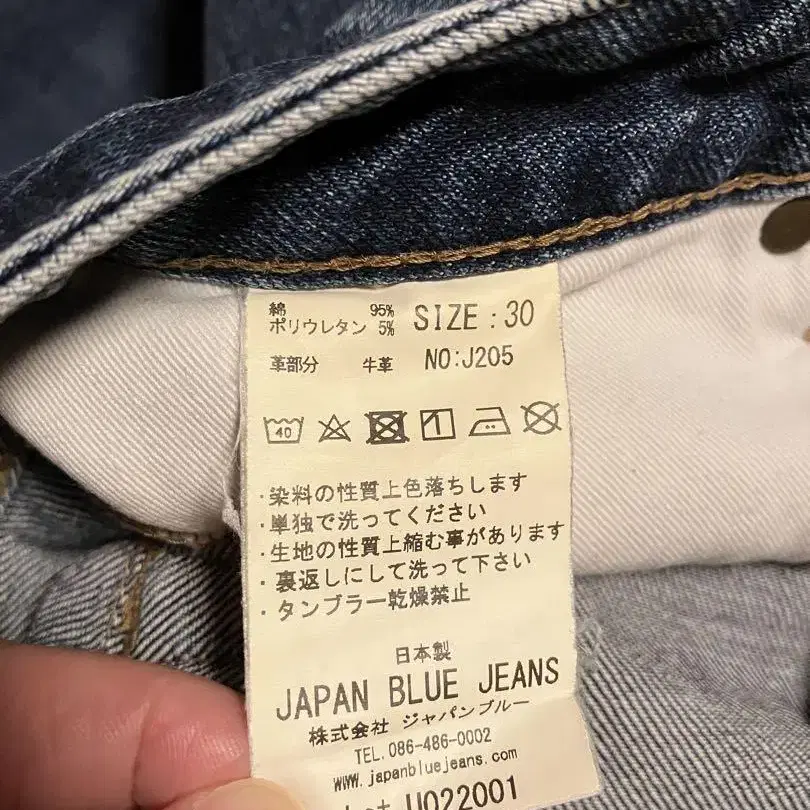 綿 95% SIZE : 30
ポリウレタン 5%
革部分 牛革 NO:J205
40
・染料の性質上色落ちします
・単独で洗ってください
・生地の性質上縮む事があります
・裏返しにして洗って下さい
・タンブラー乾燥禁止
日本製
JAPAN BLUE JEANS
株式会社 ジャパンブルー
TEL. 086-486-0002
www.japanbluejeans.com
Lot U022001